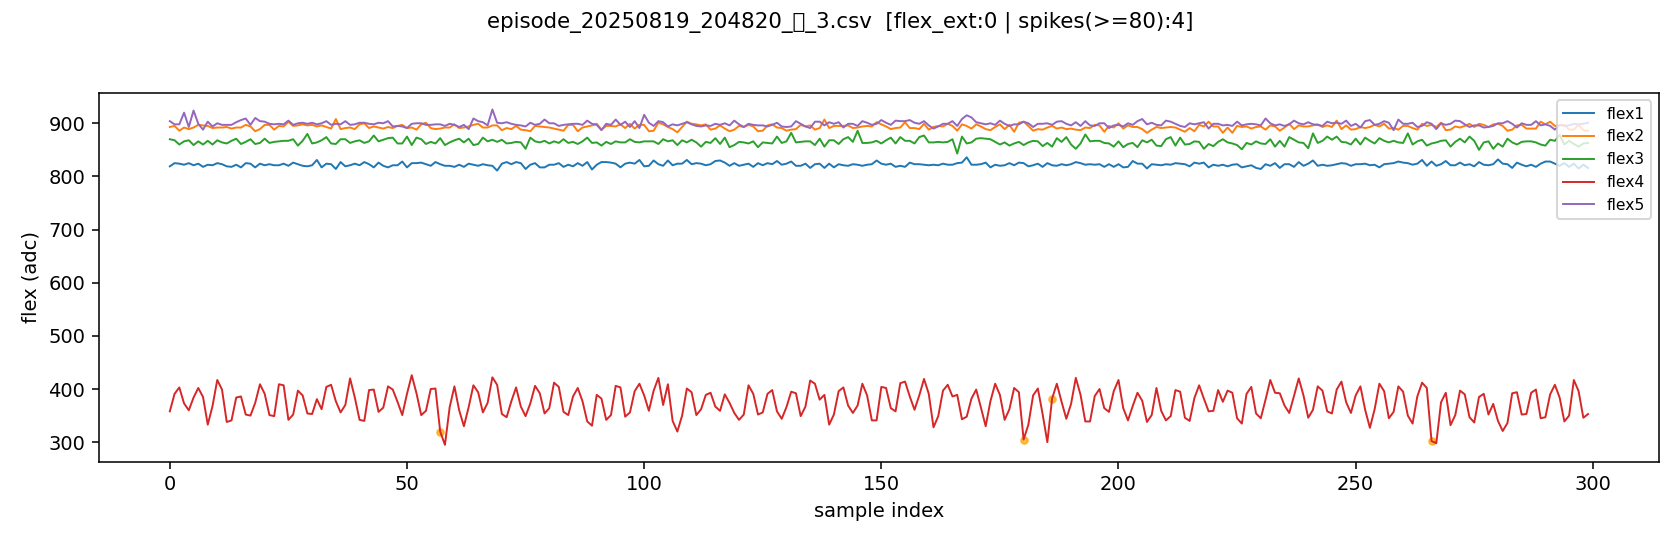 episode_20250819_204820_▯_3.csv [flex_ext:0 | spikes(>=80):4]
flex (adc)
900
800
700
600
500
400
300
0 50 100 150 200 250 300
sample index
flex1
flex2
flex3
flex4
flex5